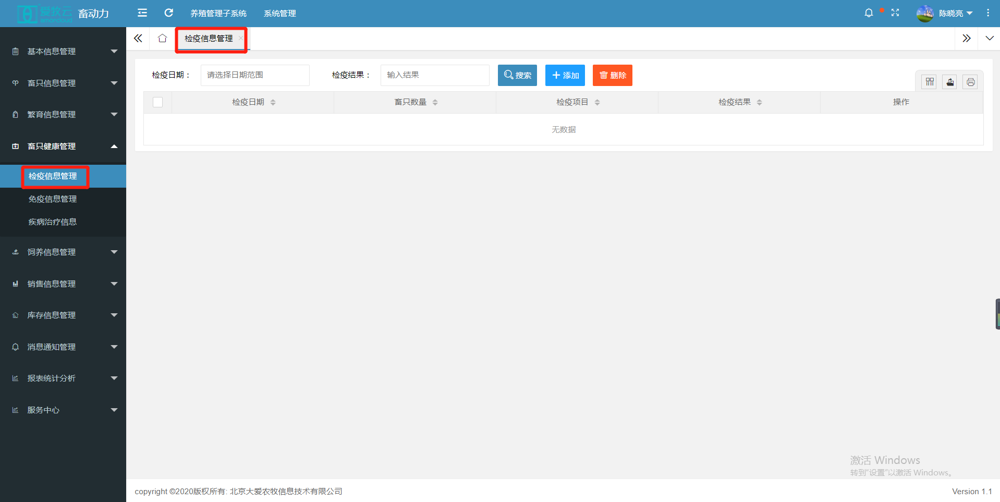 爱牧云 畜动力 养殖管理子系统 系统管理 陈晓亮
amorcloud
检疫信息管理
基本信息管理
畜只信息管理
繁育信息管理
畜只健康管理
检疫信息管理
免疫信息管理
疾病治疗信息
饲养信息管理
销售信息管理
库存信息管理
消息通知管理
报表统计分析
服务中心
检疫日期： 请选择日期范围 检疫结果： 输入结果 搜索 添加 删除
检疫日期 畜只数量 检疫项目 检疫结果 操作
无数据
激活 Windows
转到“设置”以激活 Windows。
copyright ©2020版权所有: 北京大爱农牧信息技术有限公司 Version 1.1